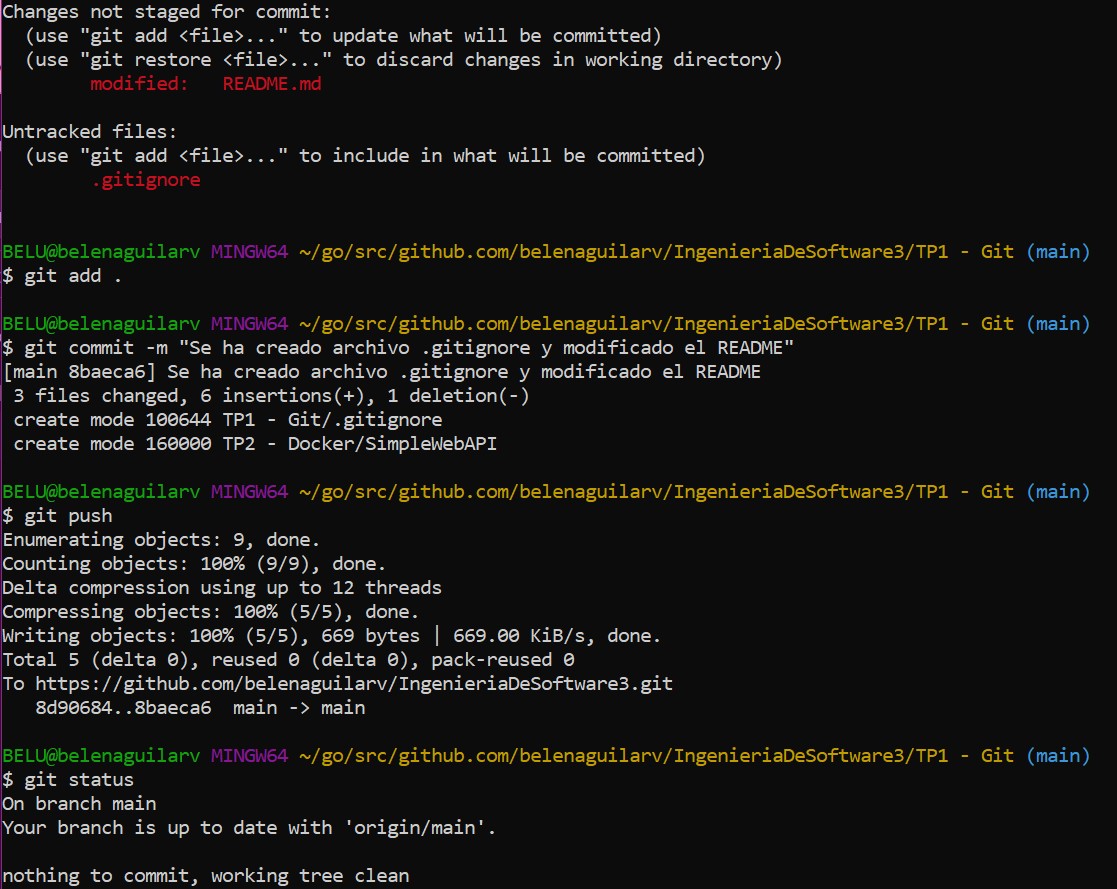 Changes not staged for commit:
  (use "git add <file>..." to update what will be committed)
  (use "git restore <file>..." to discard changes in working directory)
        modified:   README.md

Untracked files:
  (use "git add <file>..." to include in what will be committed)
        .gitignore

BELU@belenaguilarv MINGW64 ~/go/src/github.com/belenaguilarv/IngenieriaDeSoftware3/TP1 - Git (main)
$ git add .

BELU@belenaguilarv MINGW64 ~/go/src/github.com/belenaguilarv/IngenieriaDeSoftware3/TP1 - Git (main)
$ git commit -m "Se ha creado archivo .gitignore y modificado el README"
[main 8baeca6] Se ha creado archivo .gitignore y modificado el README
 3 files changed, 6 insertions(+), 1 deletion(-)
 create mode 100644 TP1 - Git/.gitignore
 create mode 160000 TP2 - Docker/SimpleWebAPI

BELU@belenaguilarv MINGW64 ~/go/src/github.com/belenaguilarv/IngenieriaDeSoftware3/TP1 - Git (main)
$ git push
Enumerating objects: 9, done.
Counting objects: 100% (9/9), done.
Delta compression using up to 12 threads
Compressing objects: 100% (5/5), done.
Writing objects: 100% (5/5), 669 bytes | 669.00 KiB/s, done.
Total 5 (delta 0), reused 0 (delta 0), pack-reused 0
To https://github.com/belenaguilarv/IngenieriaDeSoftware3.git
   8d90684..8baeca6  main -> main

BELU@belenaguilarv MINGW64 ~/go/src/github.com/belenaguilarv/IngenieriaDeSoftware3/TP1 - Git (main)
$ git status
On branch main
Your branch is up to date with 'origin/main'.

nothing to commit, working tree clean